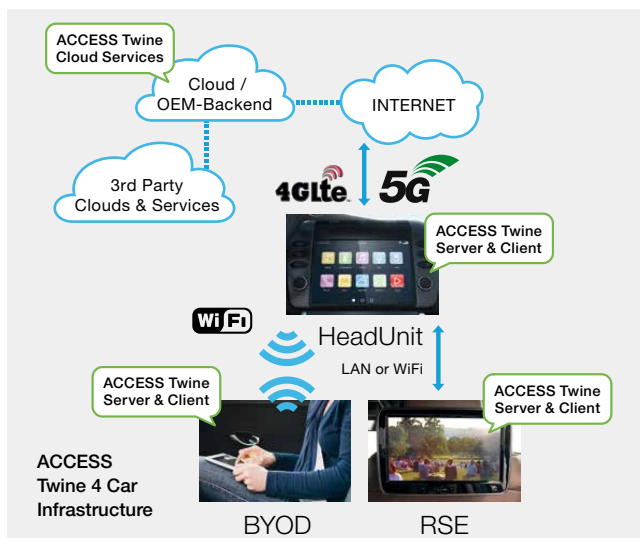 ACCESS Twine
Cloud Services
Cloud /
OEM-Backend
INTERNET
3rd Party
Clouds & Services
4GLte
5G
ACCESS Twine
Server & Client
WiFi
HeadUnit
LAN or WiFi
ACCESS Twine
Server & Client
ACCESS Twine
Server & Client
ACCESS
Twine 4 Car
Infrastructure
BYOD
RSE